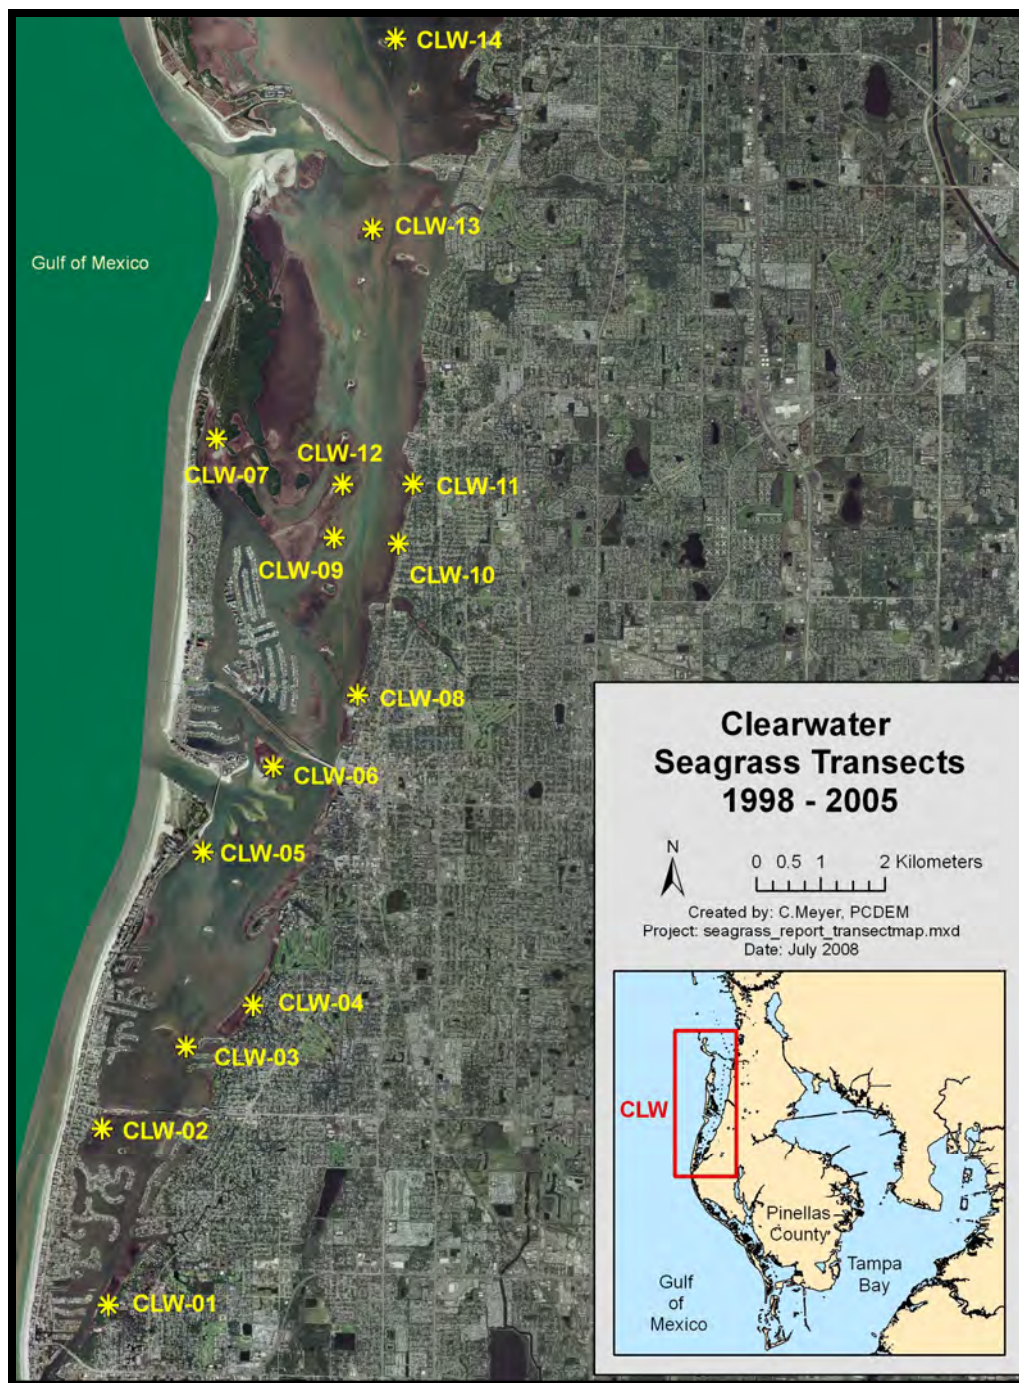 CLW-14
CLW-13
Gulf of Mexico
CLW-12
CLW-07
CLW-11
CLW-09
CLW-10
CLW-08
CLW-06
CLW-05
CLW-04
CLW-03
CLW-02
CLW-01
Clearwater
Seagrass Transects
1998 - 2005
N
0 0.5 1 2 Kilometers
Created by: C.Meyer, PCDEM
Project: seagrass_report_transectmap.mxd
Date: July 2008
CLW
Pinellas
County
Tampa
Bay
Gulf
of
Mexico